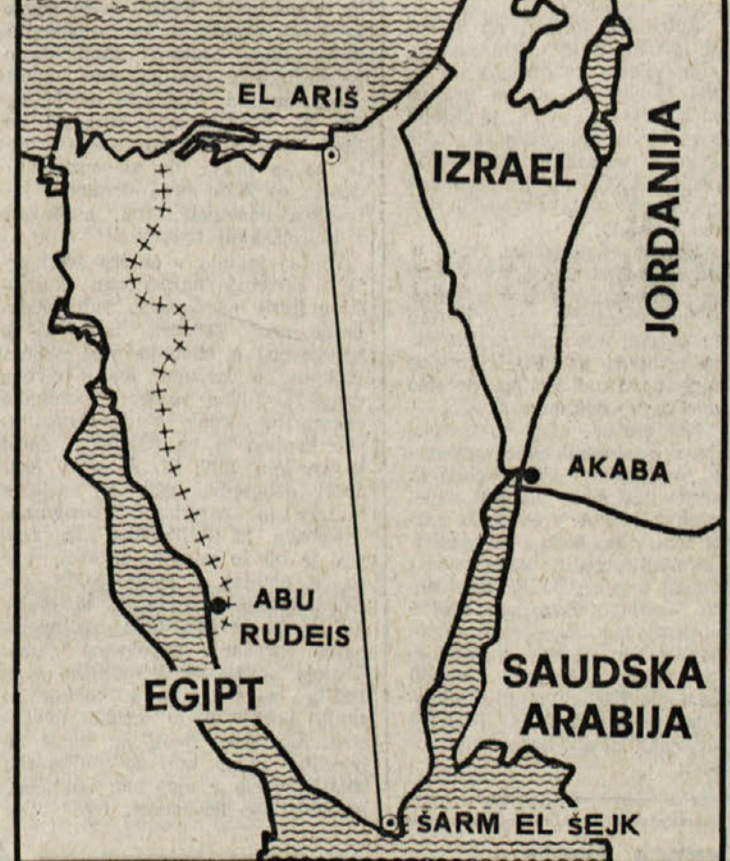 EL ARIŠ
IZRAEL
JORDANIJA
AKABA
ABU
RUDEIS
EGIPT
SAUDSKA
ARABIJA
ŠARM EL ŠEJK